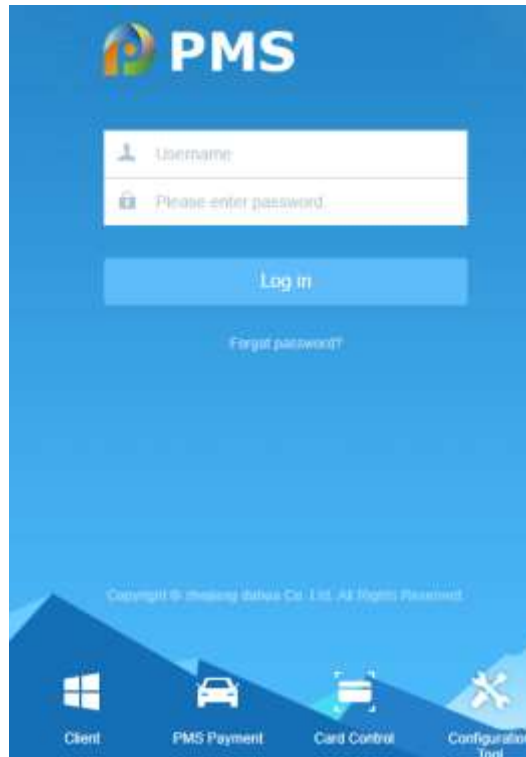 PMS
Username
Please enter password.
Log in
Forgot password?
Copyright © zhejiang dahua Co. Ltd. All Rights Reserved.
Client
PMS Payment
Card Control
Configuration
Tool